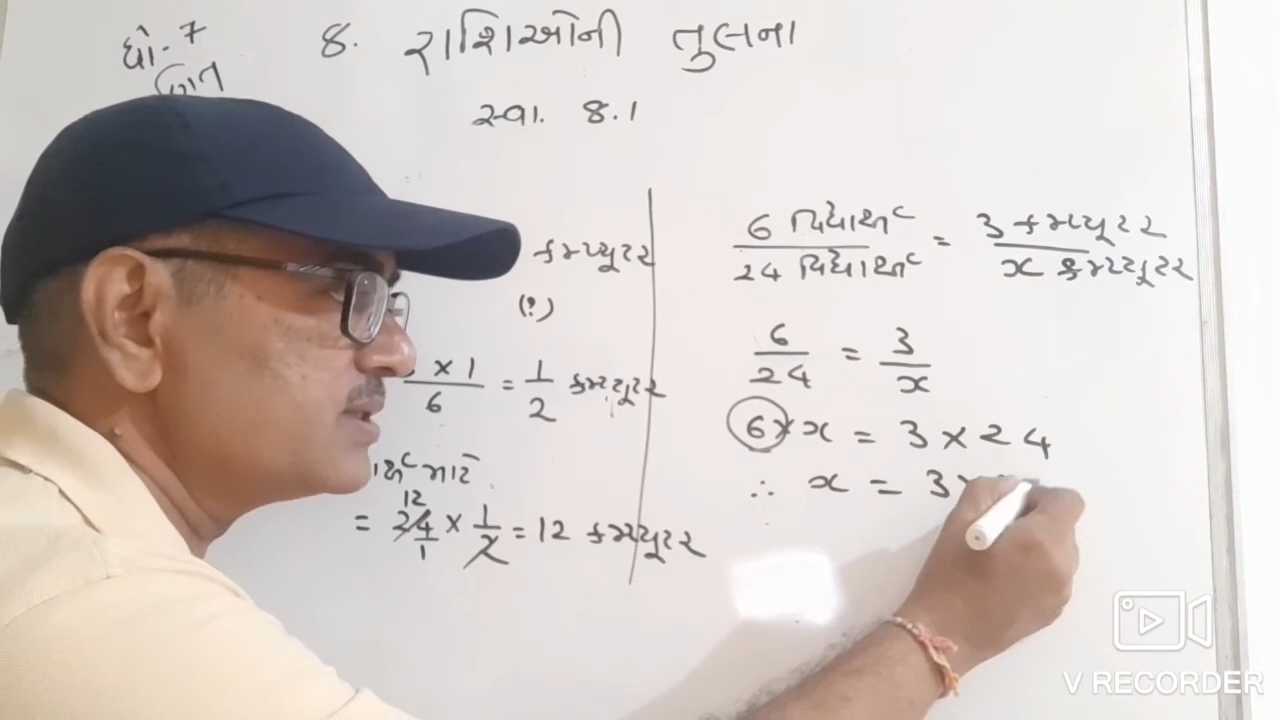 ધો-7
8. રાશિઓની તુલના
સ્વા. 8.1
કમ્પ્યુટર
(?)
× 1 / 6 = 1/2 કમ્પ્યુટર
માટે
= 24/1 × 1/2 = 12 કમ્પ્યુટર
12
6 વિદ્યાર્થી / 24 વિદ્યાર્થી = 3 કમ્પ્યુટર / x કમ્પ્યુટર
6/24 = 3/x
6 × x = 3 × 24
∴ x = 3 ×
V RECORDER